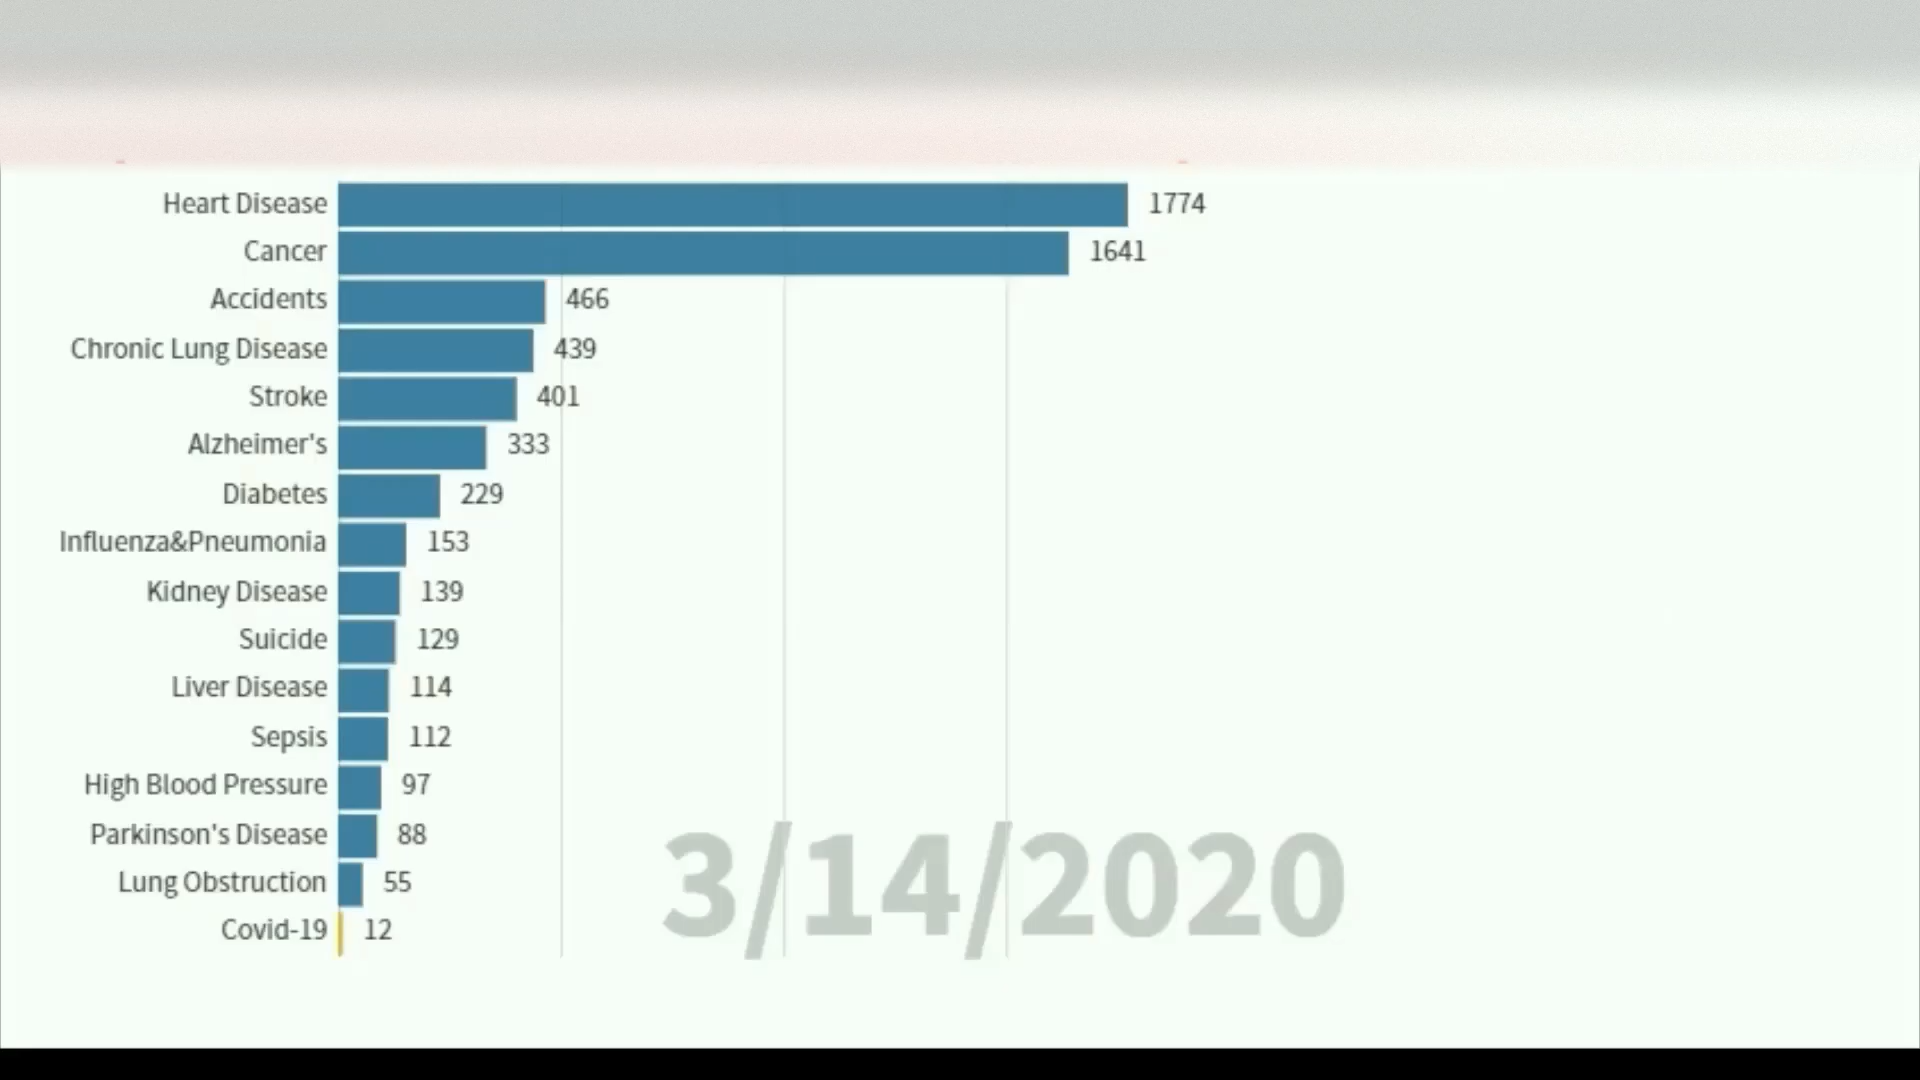 Heart Disease 1774
Cancer 1641
Accidents 466
Chronic Lung Disease 439
Stroke 401
Alzheimer's 333
Diabetes 229
Influenza&Pneumonia 153
Kidney Disease 139
Suicide 129
Liver Disease 114
Sepsis 112
High Blood Pressure 97
Parkinson's Disease 88
Lung Obstruction 55
Covid-19 12
3/14/2020